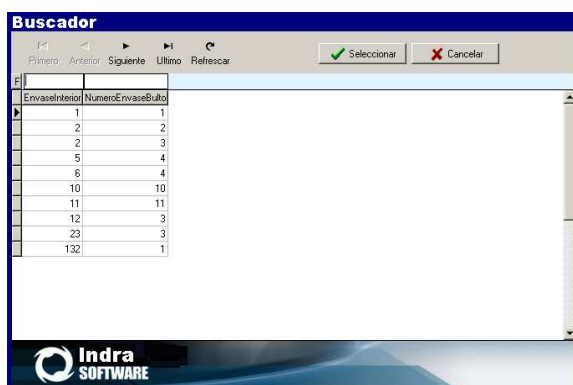 Buscador
Primero Anterior Siguiente Ultimo Refrescar Seleccionar Cancelar
F
EnvaseInterior NumeroEnvaseBulto
1 1
2 2
2 3
5 4
6 4
10 10
11 11
12 3
23 3
132 1
Indra
SOFTWARE